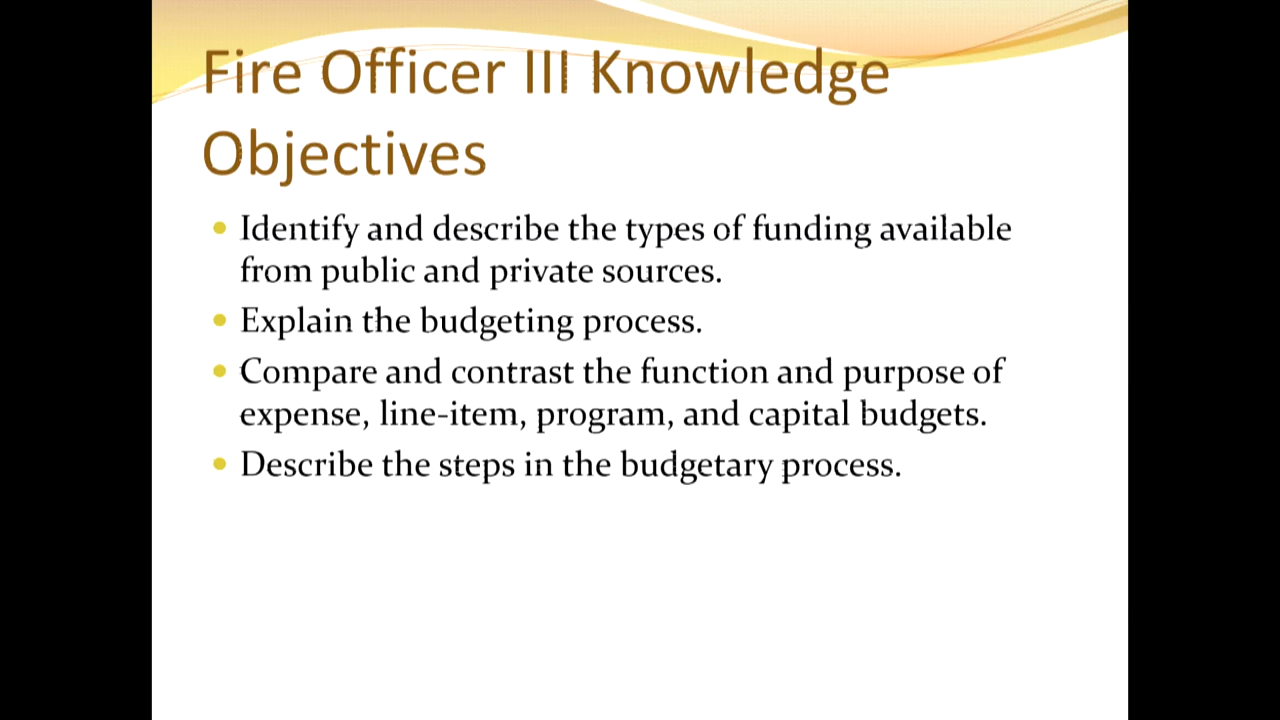 Fire Officer III Knowledge
Objectives
• Identify and describe the types of funding available
from public and private sources.
• Explain the budgeting process.
• Compare and contrast the function and purpose of
expense, line-item, program, and capital budgets.
• Describe the steps in the budgetary process.